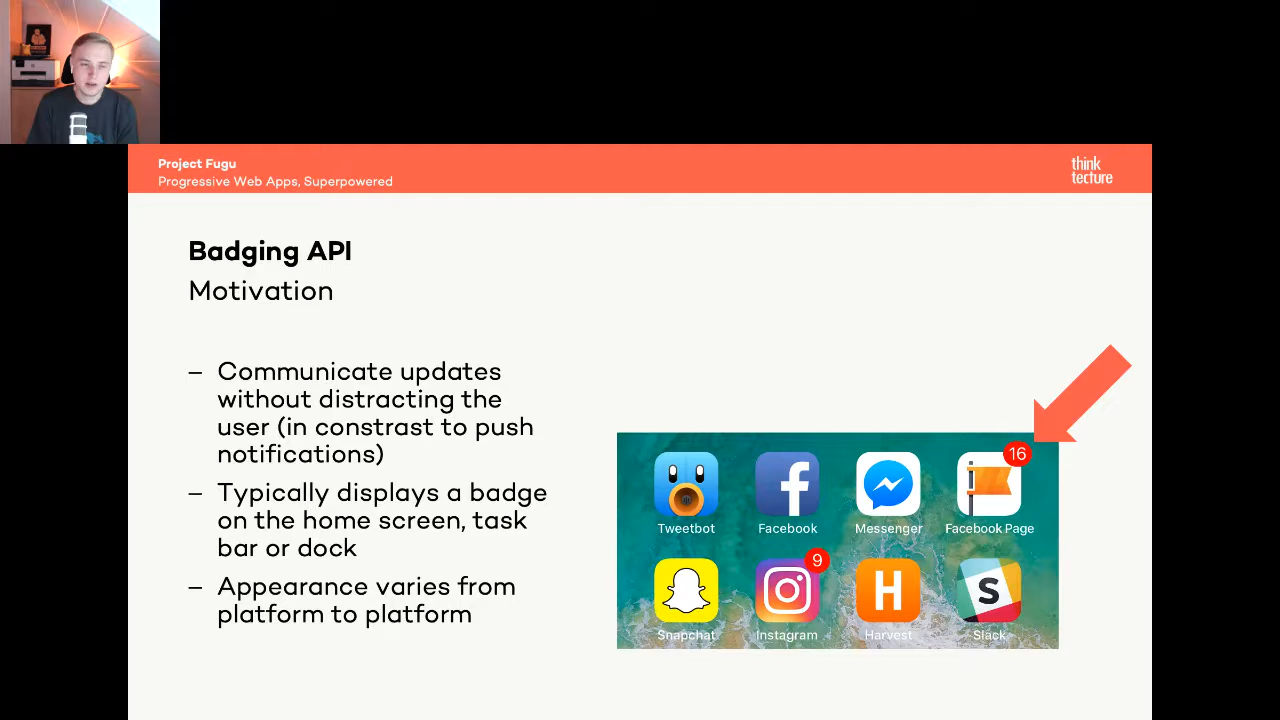 Project Fugu
Progressive Web Apps, Superpowered
think
tecture
Badging API
Motivation
– Communicate updates
without distracting the
user (in constrast to push
notifications)
– Typically displays a badge
on the home screen, task
bar or dock
– Appearance varies from
platform to platform
16
Tweetbot Facebook Messenger Facebook Page
9
H S
Snapchat Instagram Harvest Slack